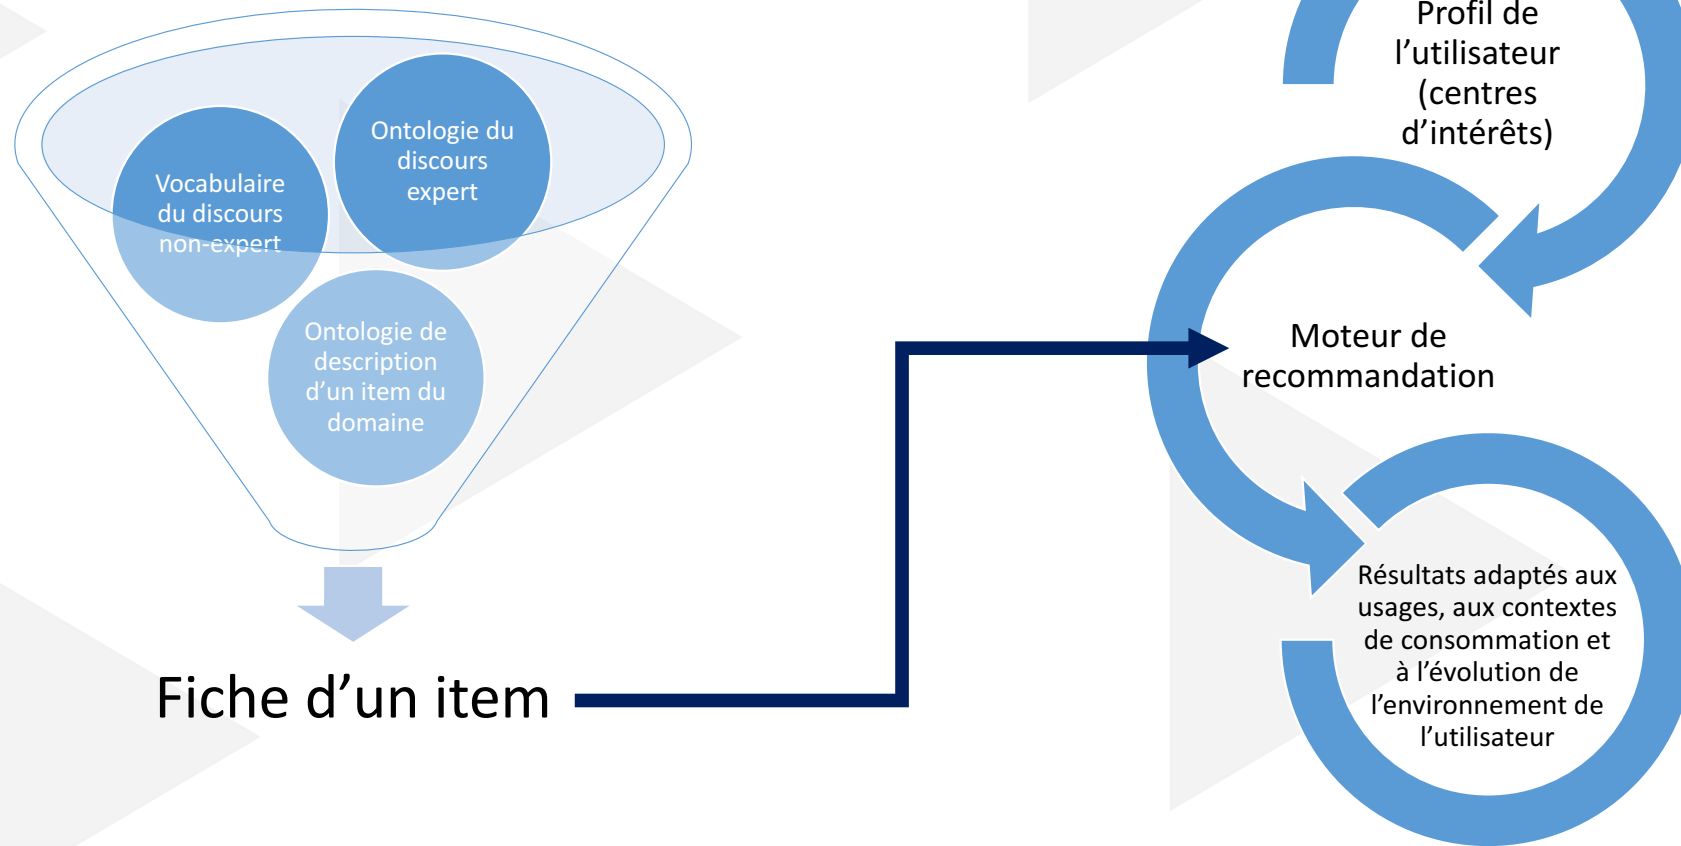 Ontologie du
discours
expert
Vocabulaire
du discours
non-expert
Ontologie de
description
d’un item du
domaine
Fiche d’un item
Profil de
l’utilisateur
(centres
d’intérêts)
Moteur de
recommandation
Résultats adaptés aux
usages, aux contextes
de consommation et
à l’évolution de
l’environnement de
l’utilisateur